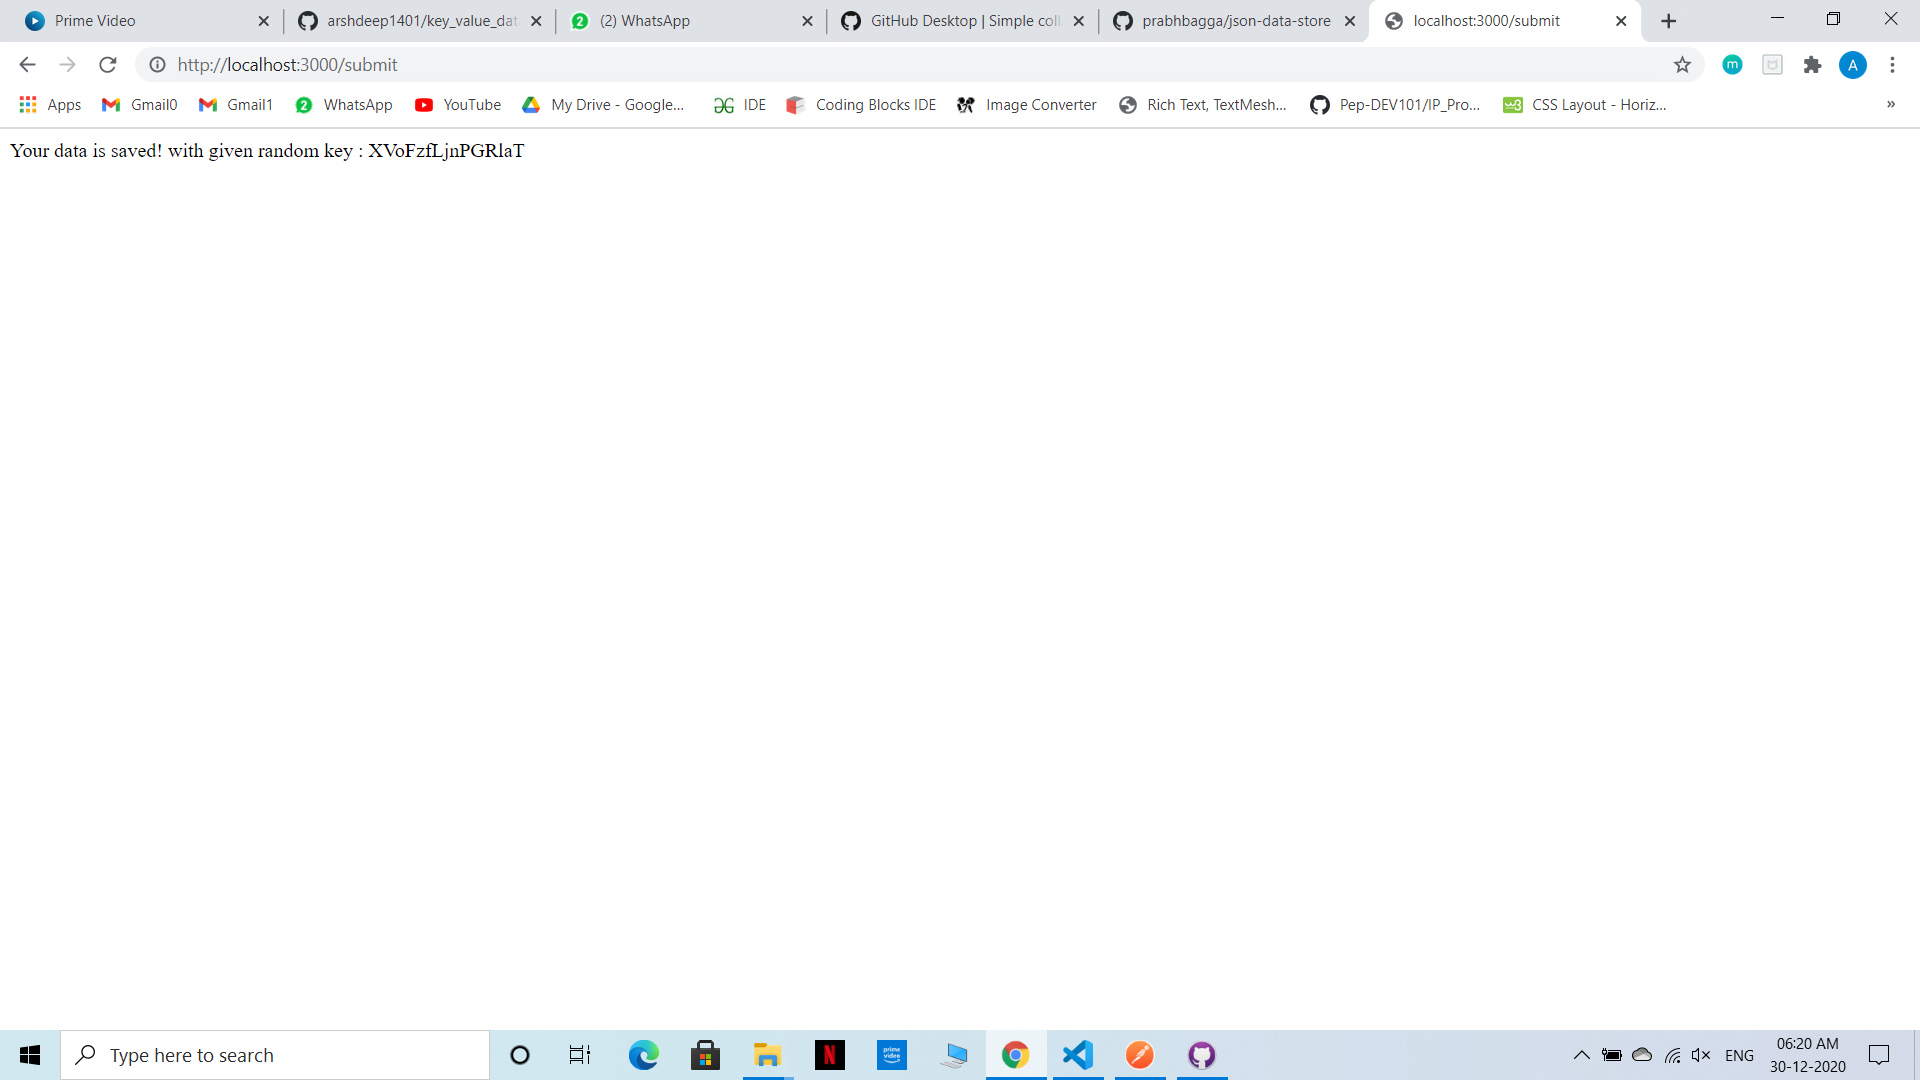 Prime Video
arshdeep1401/key_value_dat
(2) WhatsApp
GitHub Desktop | Simple coll
prabhbagga/json-data-store
localhost:3000/submit
http://localhost:3000/submit
A
Apps
Gmail0
Gmail1
WhatsApp
YouTube
My Drive - Google...
IDE
Coding Blocks IDE
Image Converter
Rich Text, TextMesh...
Pep-DEV101/IP_Pro...
CSS Layout - Horiz...
»
Your data is saved! with given random key : XVoFzfLjnPGRlaT
Type here to search
prime video
ENG
06:20 AM
30-12-2020